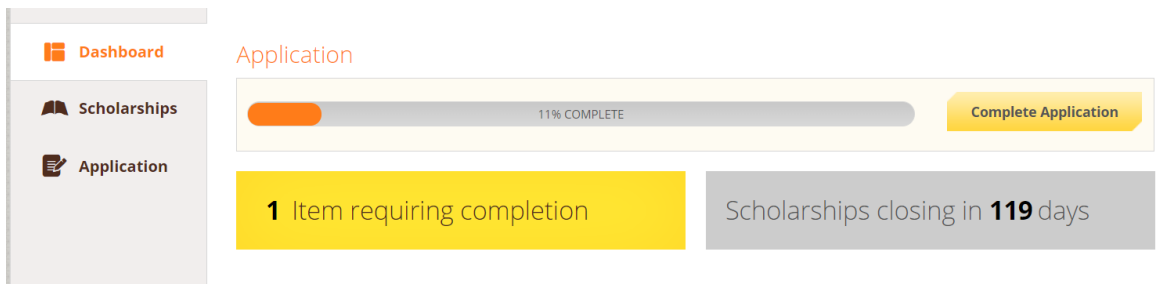 Dashboard
Scholarships
Application
Application
11% COMPLETE
Complete Application
1 Item requiring completion
Scholarships closing in 119 days